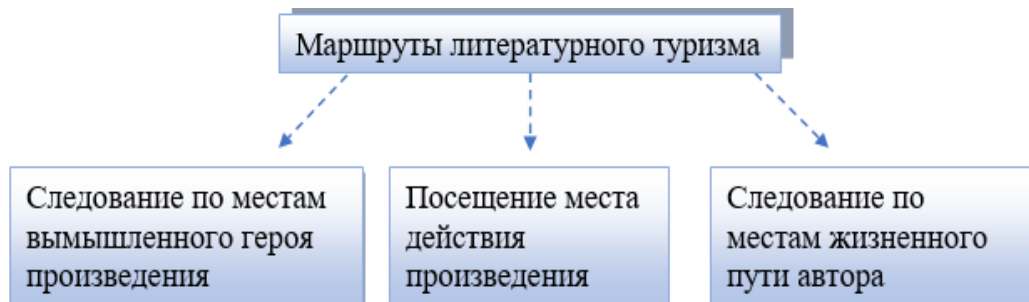 Маршруты литературного туризма
Следование по местам
вымышленного героя
произведения
Посещение места
действия
произведения
Следование по
местам жизненного
пути автора